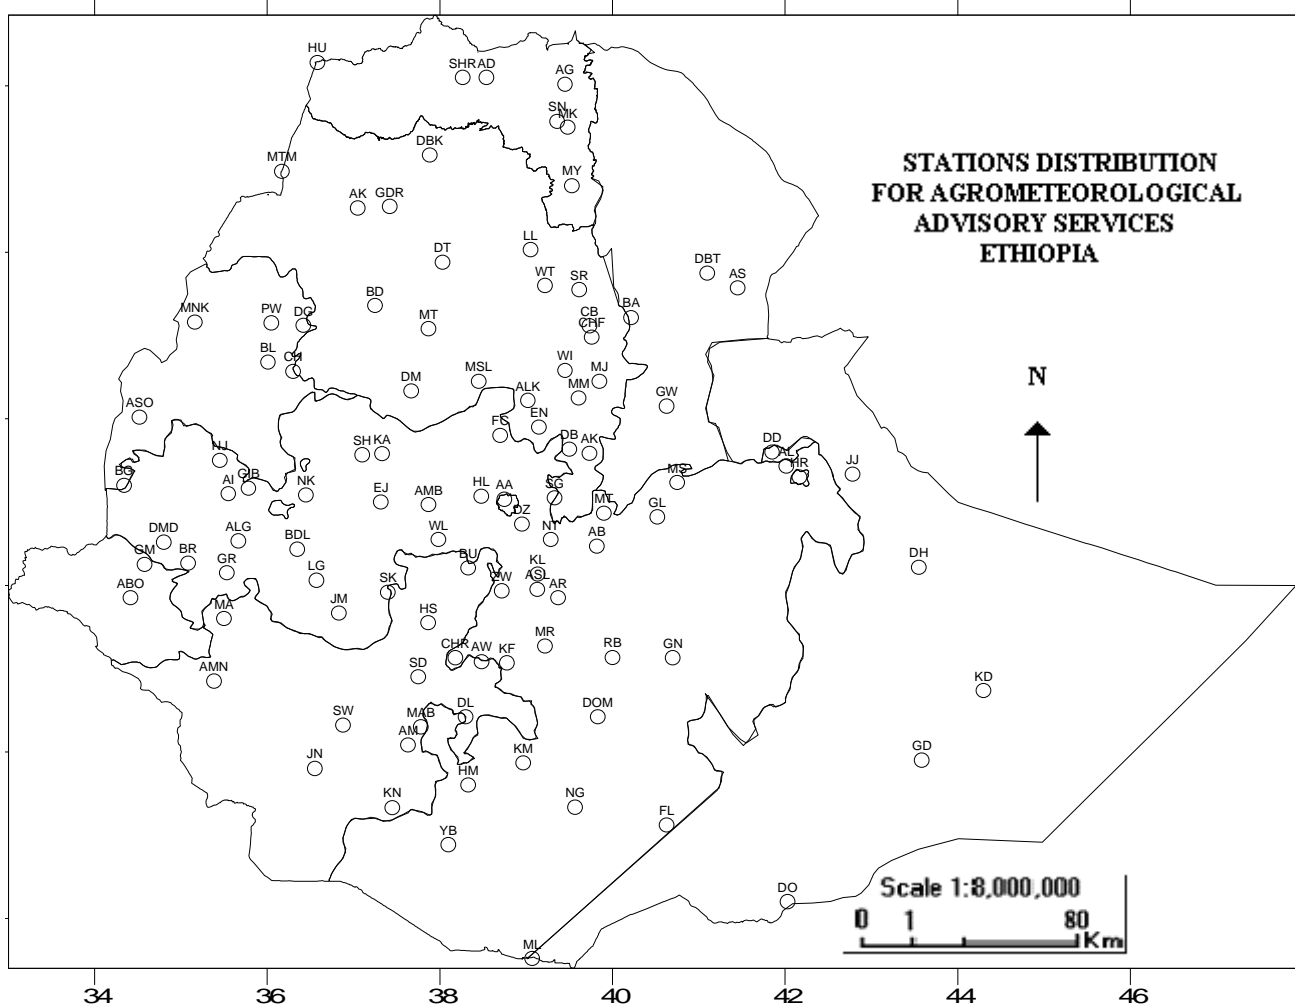 HU
SHR AD
AG
SN
MK
DBK
MTM
STATIONS DISTRIBUTION
FOR AGROMETEOROLOGICAL
ADVISORY SERVICES
ETHIOPIA
MY
AK GDR
LL
DT
WT
SR
DBT
AS
BD
BA
MNK
PW
DG
MT
CB
CHF
BL
CH
WI
MJ
MSL
DM
MM
ALK
GW
N
ASO
EN
FC
SH KA
DB
AK
DD
AL
HR
JJ
NJ
BG
AI
GIB
NK
EJ
AMB
HL
AA
SG
MS
MT
GL
DZ
DMD
ALG
BDL
WL
NT
AB
GM
BR
GR
LG
BU
KL
DH
ABO
SK
ZW
ASL
AR
MA
JM
HS
MR
CHR
AW
KF
RB
GN
AMN
SD
KD
SW
MAB
DL
DOM
AM
JN
KM
GD
HM
KN
NG
FL
YB
DO
Scale 1:8,000,000
0 1 80
Km
ML
34 36 38 40 42 44 46